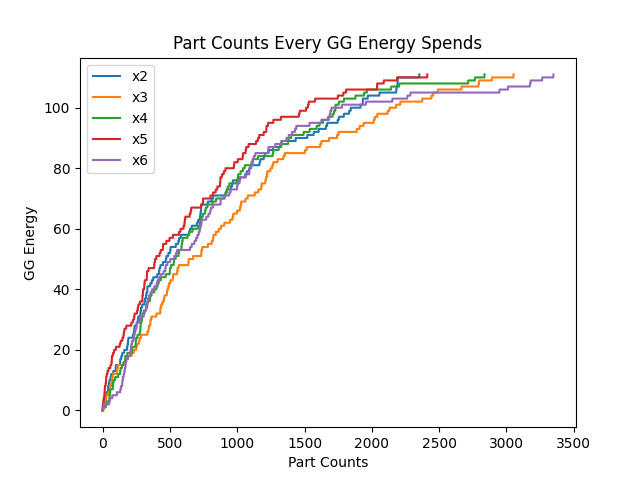 Part Counts Every GG Energy Spends
x2
x3
x4
x5
x6
100
80
60
40
20
0
GG Energy
0 500 1000 1500 2000 2500 3000 3500
Part Counts